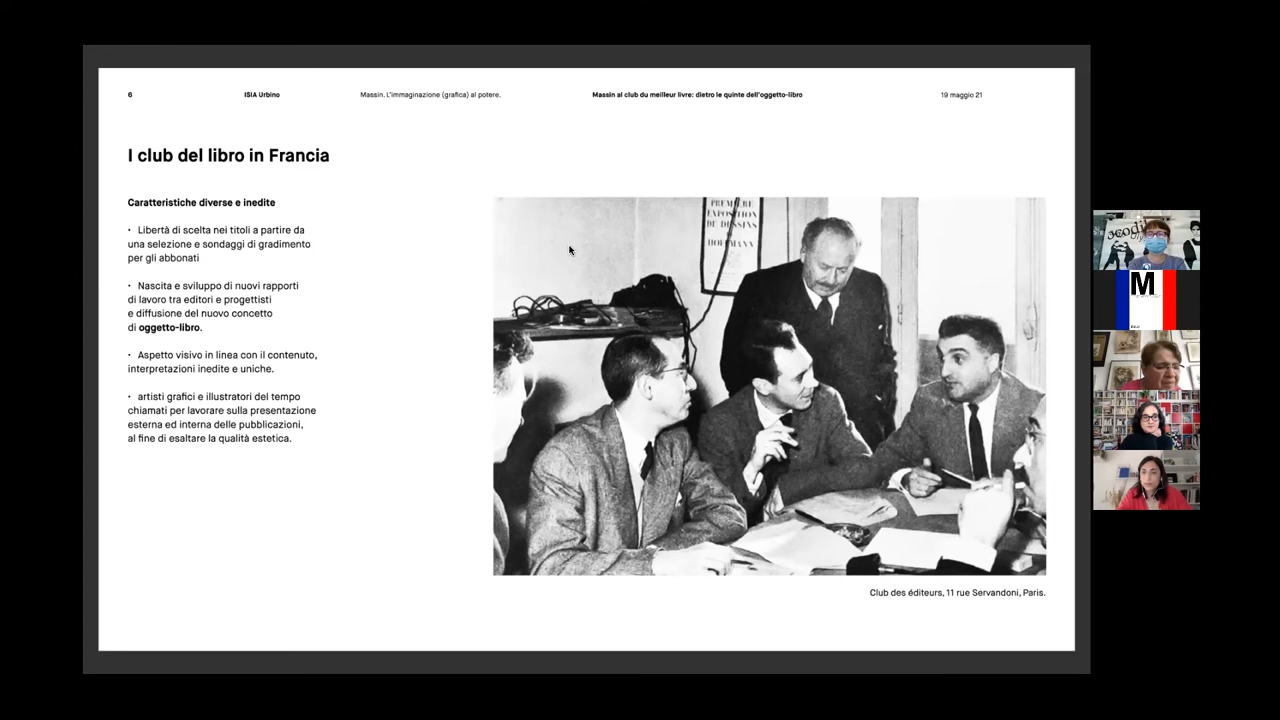 6 ISIA Urbino Massin. L'immaginazione (grafica) al potere. Massin al club du meilleur livre: dietro le quinte dell'oggetto-libro 19 maggio 21
I club del libro in Francia
Caratteristiche diverse e inedite
• Libertà di scelta nei titoli a partire da
una selezione e sondaggi di gradimento
per gli abbonati
• Nascita e sviluppo di nuovi rapporti
di lavoro tra editori e progettisti
e diffusione del nuovo concetto
di oggetto-libro.
• Aspetto visivo in linea con il contenuto,
interpretazioni inedite e uniche.
• artisti grafici e illustratori del tempo
chiamati per lavorare sulla presentazione
esterna ed interna delle pubblicazioni,
al fine di esaltare la qualità estetica.
PREMIÈRE
EXPOSITION
DE DESSINS
HOFFMANN
Club des éditeurs, 11 rue Servandoni, Paris.
M